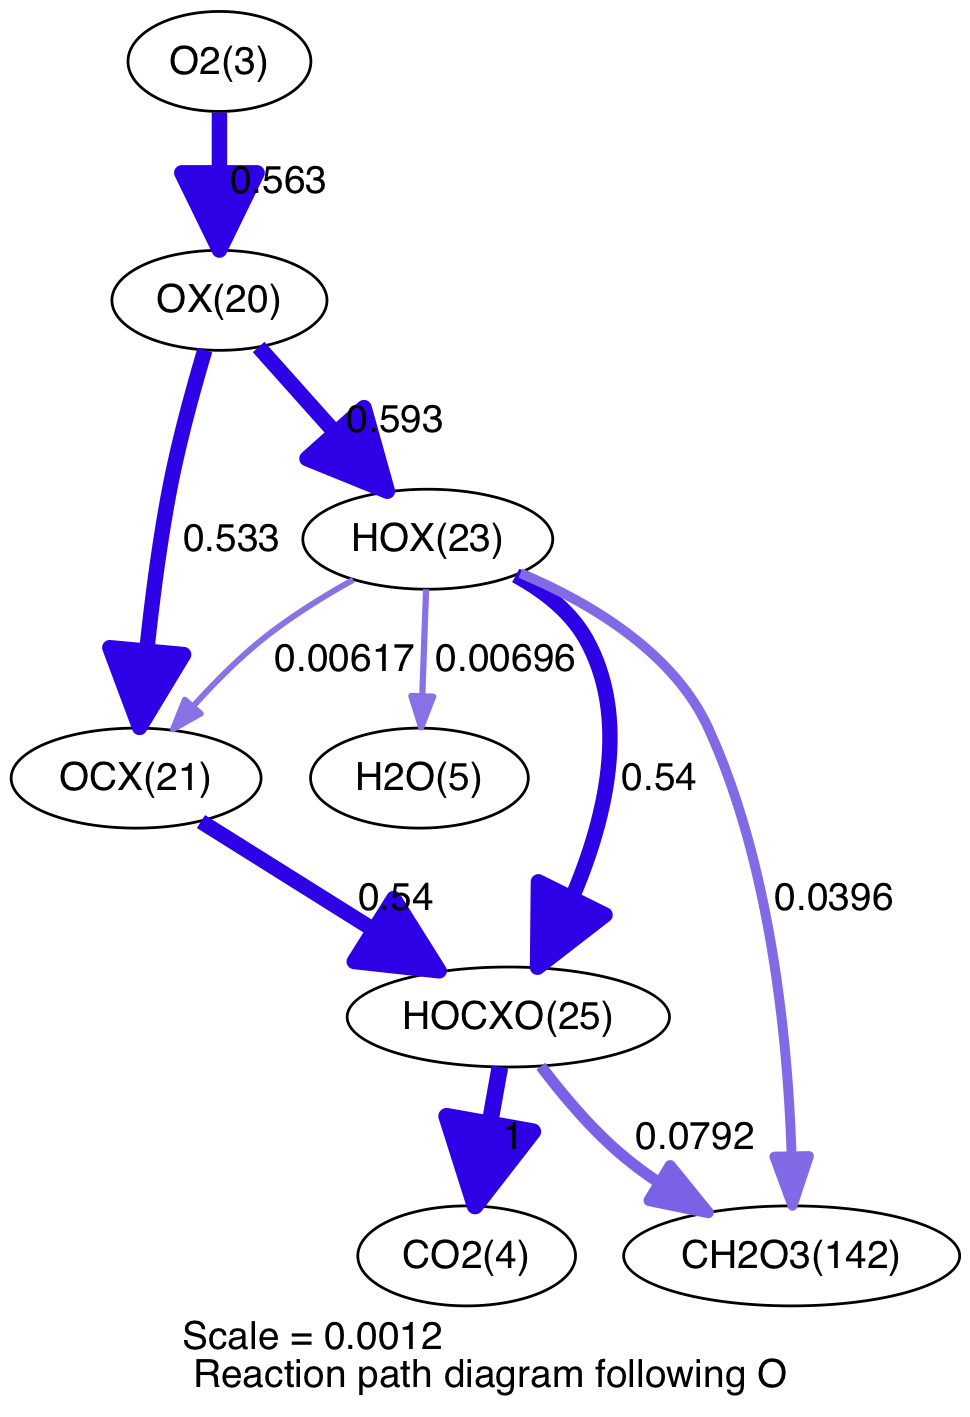 O2(3)
0.563
OX(20)
0.593
0.533
HOX(23)
0.00617
0.00696
OCX(21)
H2O(5)
0.54
0.54
0.0396
HOCXO(25)
1
0.0792
CO2(4)
CH2O3(142)
Scale = 0.0012
Reaction path diagram following O